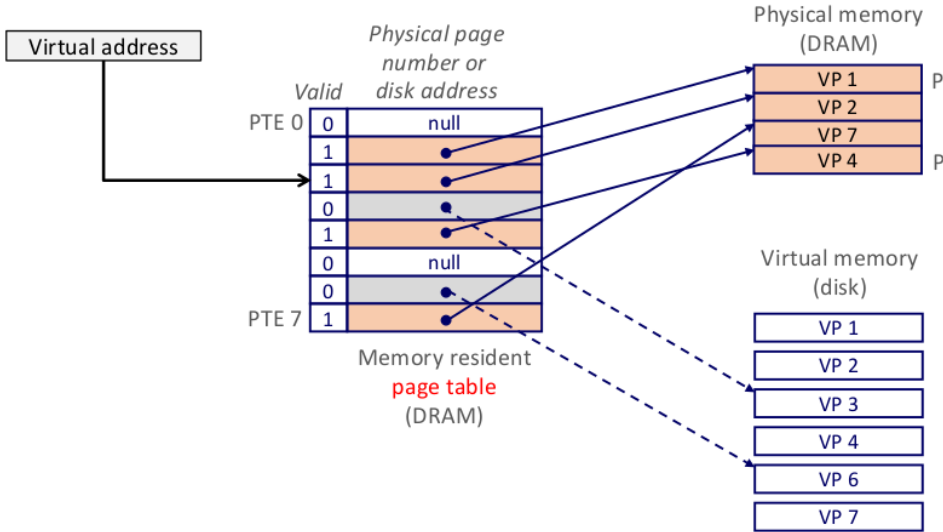 Virtual address
Physical page
number or
disk address
Valid
PTE 0
0
null
1
1
0
1
0
null
0
PTE 7
1
Memory resident
page table
(DRAM)
Physical memory
(DRAM)
VP 1
P
VP 2
VP 7
VP 4
P
Virtual memory
(disk)
VP 1
VP 2
VP 3
VP 4
VP 6
VP 7